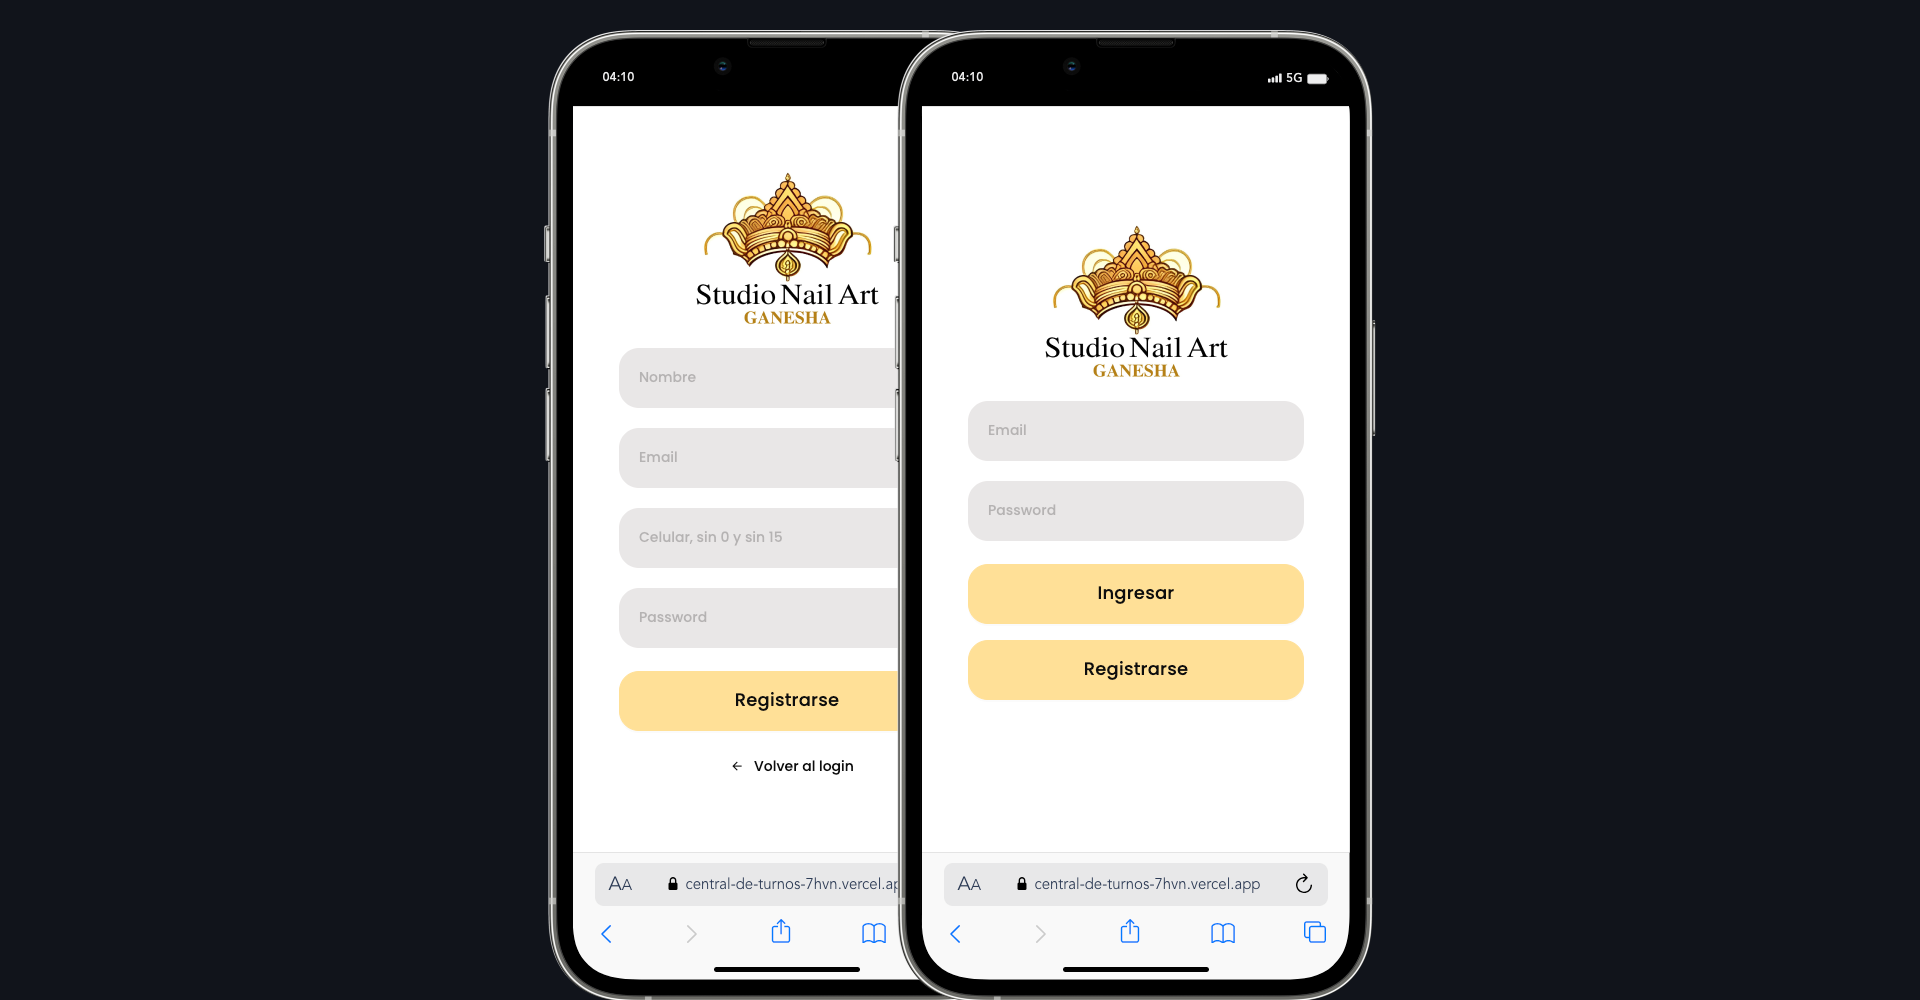 04:10
Studio Nail Art
GANESHA
Nombre
Email
Celular, sin 0 y sin 15
Password
Registrarse
← Volver al login
AA
central-de-turnos-7hvn.vercel.ap
04:10
5G
Studio Nail Art
GANESHA
Email
Password
Ingresar
Registrarse
AA
central-de-turnos-7hvn.vercel.app